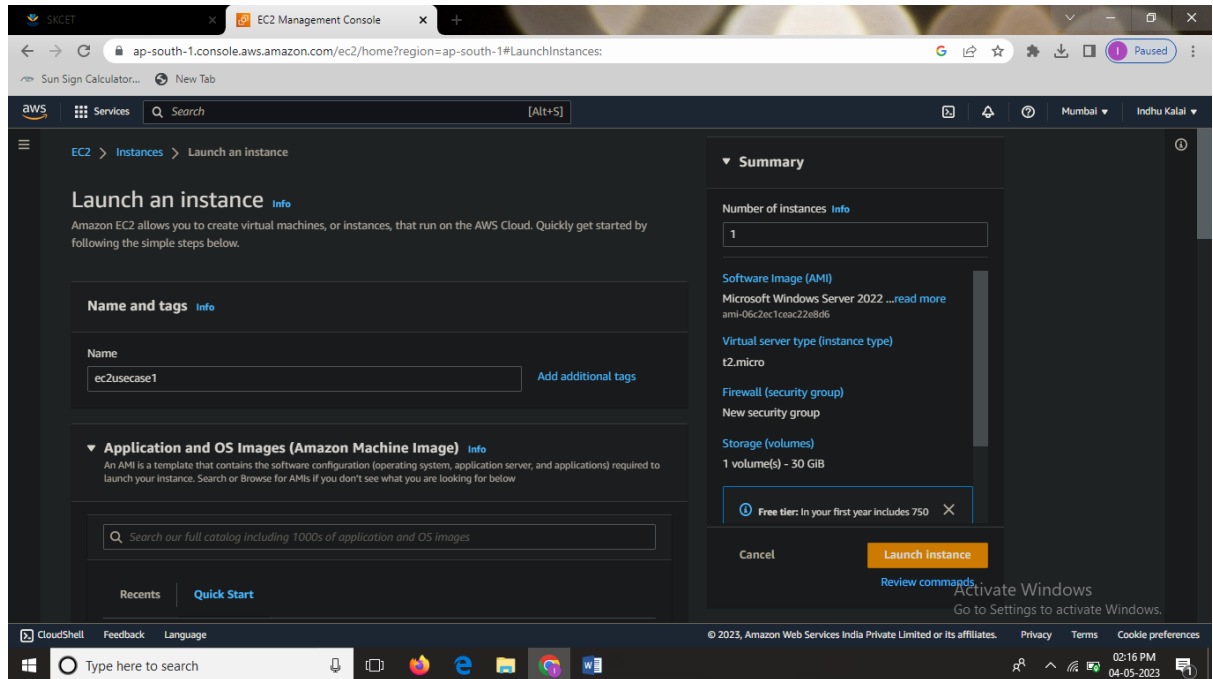 SKCET
EC2 Management Console
ap-south-1.console.aws.amazon.com/ec2/home?region=ap-south-1#LaunchInstances:
G
I
Paused
Sun Sign Calculator...
New Tab
aws
Services
Search
[Alt+S]
Mumbai
Indhu Kalai
EC2 > Instances > Launch an instance
Launch an instance Info
Amazon EC2 allows you to create virtual machines, or instances, that run on the AWS Cloud. Quickly get started by
following the simple steps below.
Name and tags Info
Name
ec2usecase1
Add additional tags
Application and OS Images (Amazon Machine Image) Info
An AMI is a template that contains the software configuration (operating system, application server, and applications) required to
launch your instance. Search or Browse for AMIs if you don't see what you are looking for below
Search our full catalog including 1000s of application and OS images
Recents
Quick Start
Summary
Number of instances Info
1
Software Image (AMI)
Microsoft Windows Server 2022 ...read more
ami-06c2ec1ceac22e8d6
Virtual server type (instance type)
t2.micro
Firewall (security group)
New security group
Storage (volumes)
1 volume(s) - 30 GiB
Free tier: In your first year includes 750
Cancel
Launch instance
Review commands
Activate Windows
Go to Settings to activate Windows.
CloudShell
Feedback
Language
© 2023, Amazon Web Services India Private Limited or its affiliates.
Privacy
Terms
Cookie preferences
Type here to search
02:16 PM
04-05-2023